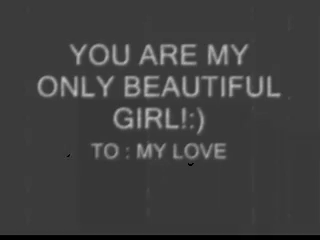 YOU ARE MY
ONLY BEAUTIFUL
GIRL!:)
TO : MY LOVE